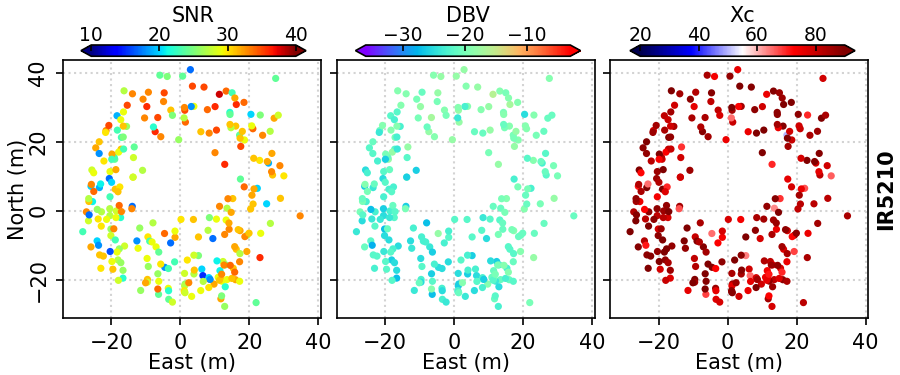 SNR DBV Xc
10 20 30 40 −30 −20 −10 20 40 60 80
40
20
0
−20
North (m)
IR5210
−20 0 20 40 −20 0 20 40 −20 0 20 40
East (m) East (m) East (m)